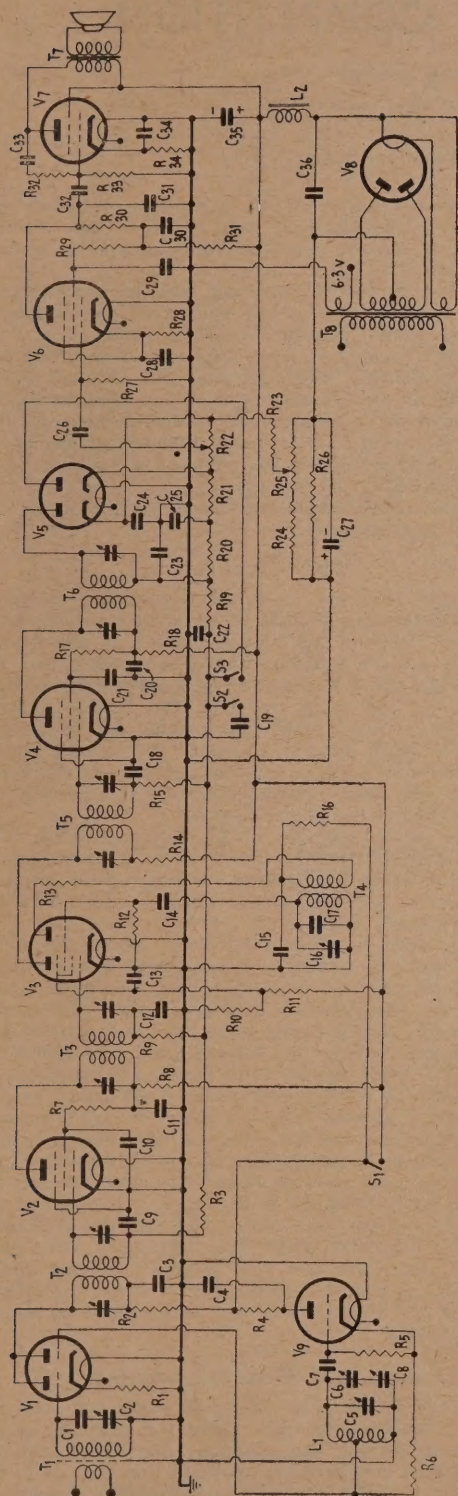 T1
C1
C2
V1
R1
T2
R2
C3
C4
R3
C9
V2
R7
C10
C11
R8
T3
R9
C12
V3
C13
R12
R13
C14
R10
R11
R14
T5
R15
C18
V4
C21
C20
R17
R18
T6
C22
R19
R20
C23
C24
C25
V5
R21
R22
C26
R27
V6
C28
R28
C29
R29
R30
C30
C31
R31
C32
R32
R33
C33
V7
C34
R34
T7
C35
- +
L2
C36
V8
T8
6·3 V
R23
R24
R25
R26
C27
+ -
S2
S3
C19
C15
R16
T4
C16
C17
S1
R4
V9
L1
C5
C6
C7
C8
R5
R6